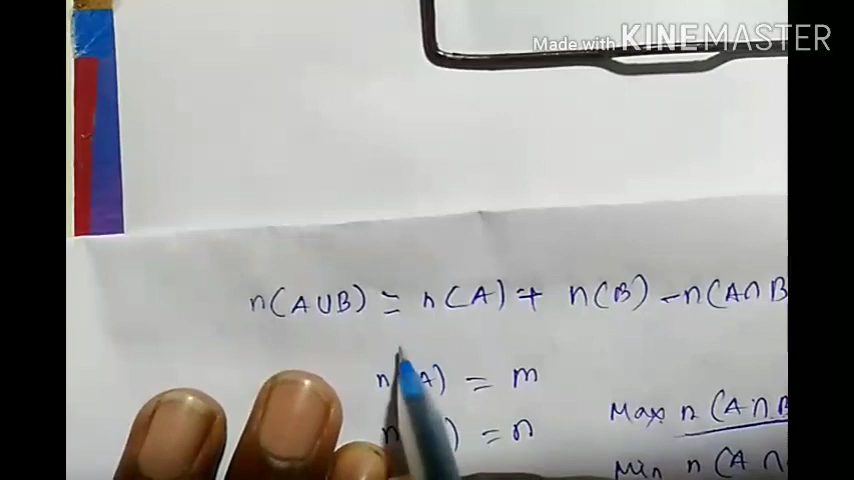 Made with KINEMASTER
n(A∪B) = n(A) + n(B) - n(A∩B
n(A) = m
n( ) = n
Max n(A∩B
Min n(A∩